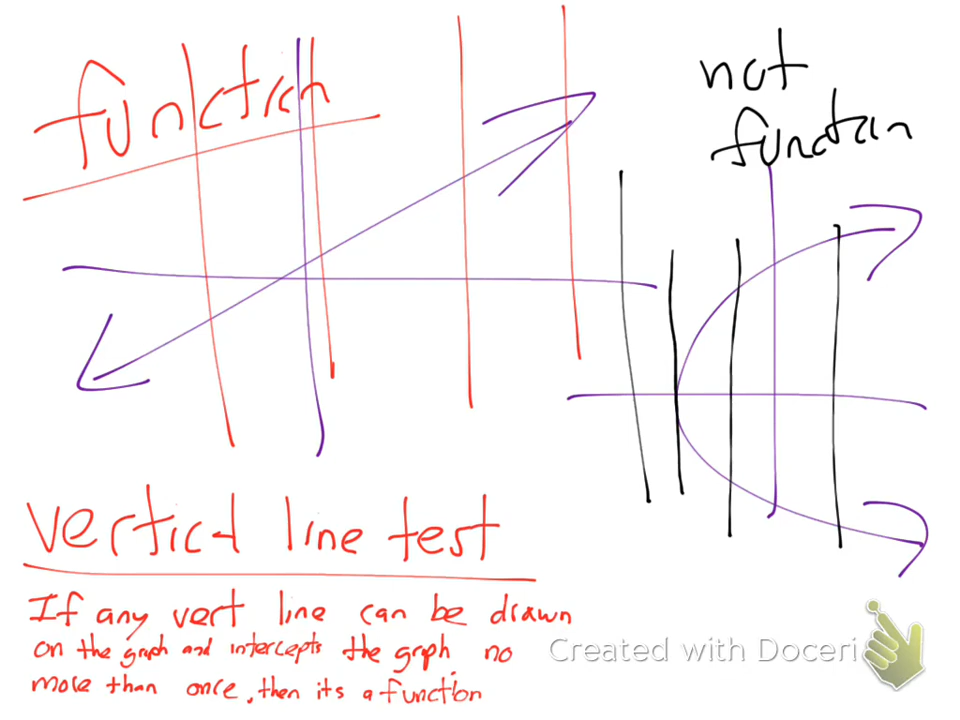 function
not
function
vertical line test
If any vert line can be drawn
on the graph and intercepts the graph no
more than once, then its a function
Created with Doceri